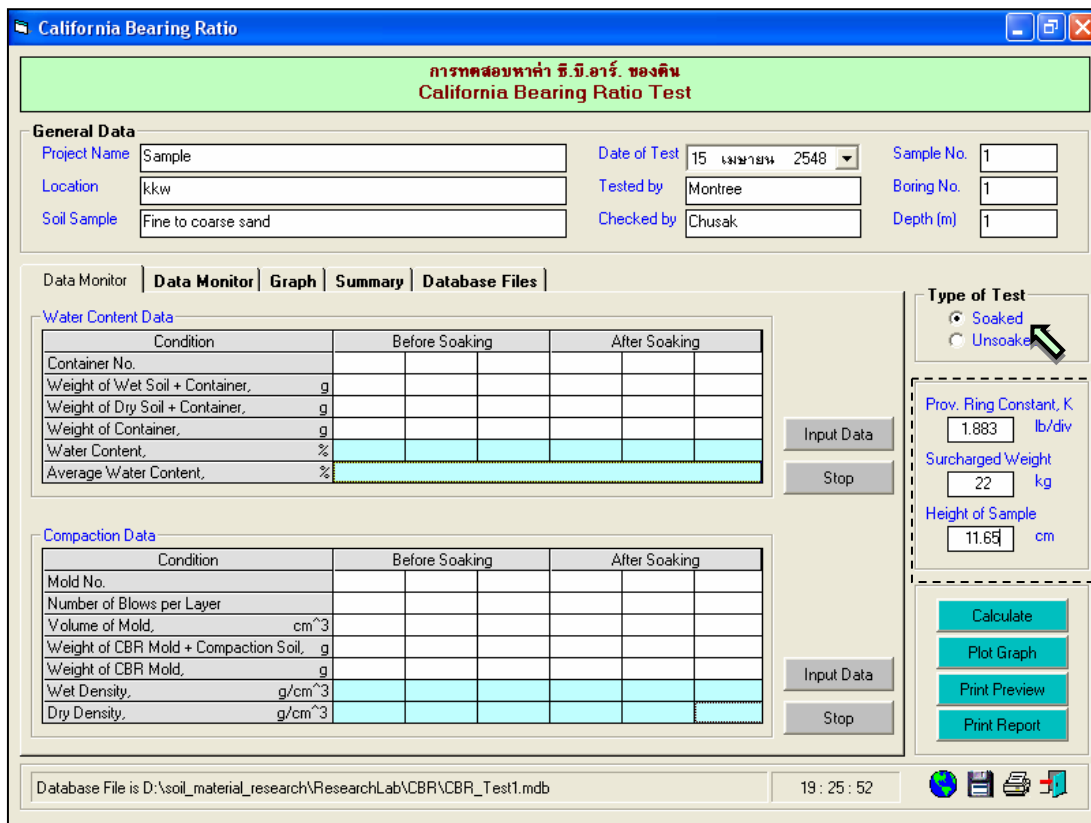 California Bearing Ratio
การทดสอบหาค่า ซี.บี.อาร์. ของดิน
California Bearing Ratio Test
General Data
Project Name Sample
Date of Test 15 เมษายน 2548
Sample No. 1
Location kkw
Tested by Montree
Boring No. 1
Soil Sample Fine to coarse sand
Checked by Chusak
Depth (m) 1
Data Monitor Data Monitor Graph Summary Database Files
Water Content Data
Condition Before Soaking After Soaking
Container No.
Weight of Wet Soil + Container, g
Weight of Dry Soil + Container, g
Weight of Container, g
Water Content, %
Average Water Content, %
Input Data
Stop
Compaction Data
Condition Before Soaking After Soaking
Mold No.
Number of Blows per Layer
Volume of Mold, cm^3
Weight of CBR Mold + Compaction Soil, g
Weight of CBR Mold, g
Wet Density, g/cm^3
Dry Density, g/cm^3
Input Data
Stop
Type of Test
Soaked
Unsoake
Prov. Ring Constant, K
1.883 lb/div
Surcharged Weight
22 kg
Height of Sample
11.65 cm
Calculate
Plot Graph
Print Preview
Print Report
Database File is D:\soil_material_research\ResearchLab\CBR\CBR_Test1.mdb
19 : 25 : 52